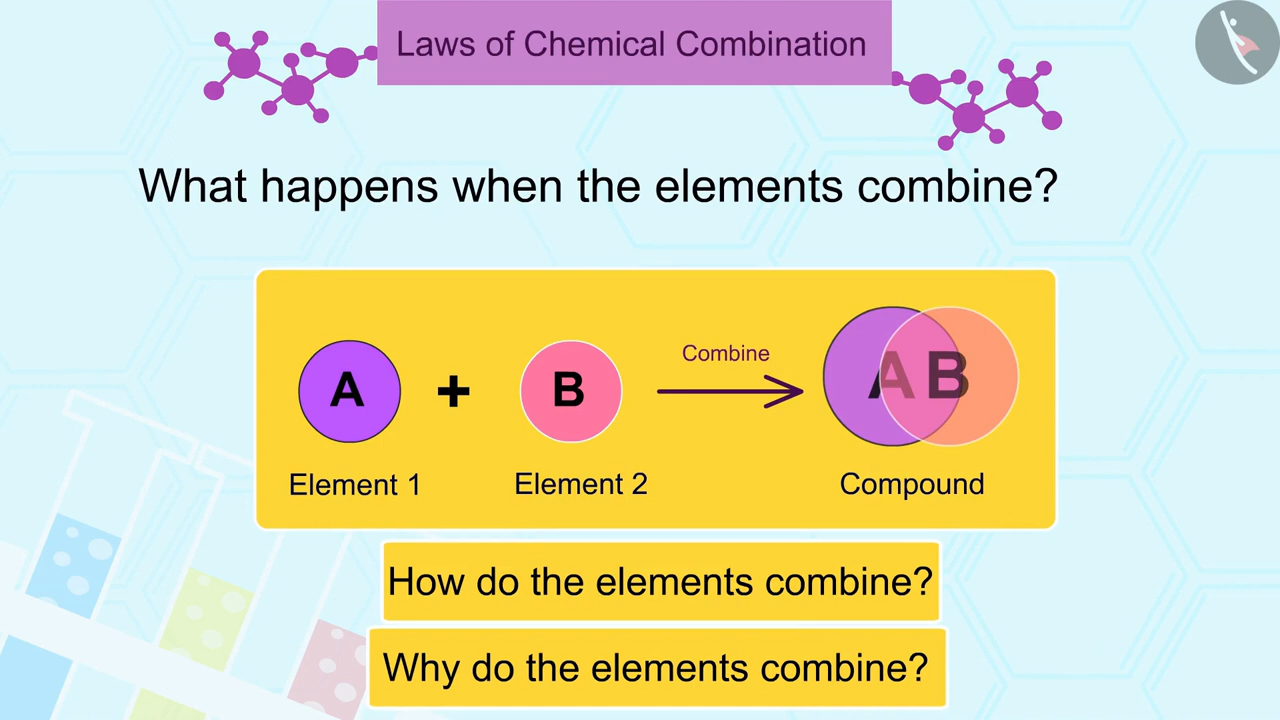 Laws of Chemical Combination
What happens when the elements combine?
A + B Combine AB
Element 1 Element 2 Compound
How do the elements combine?
Why do the elements combine?